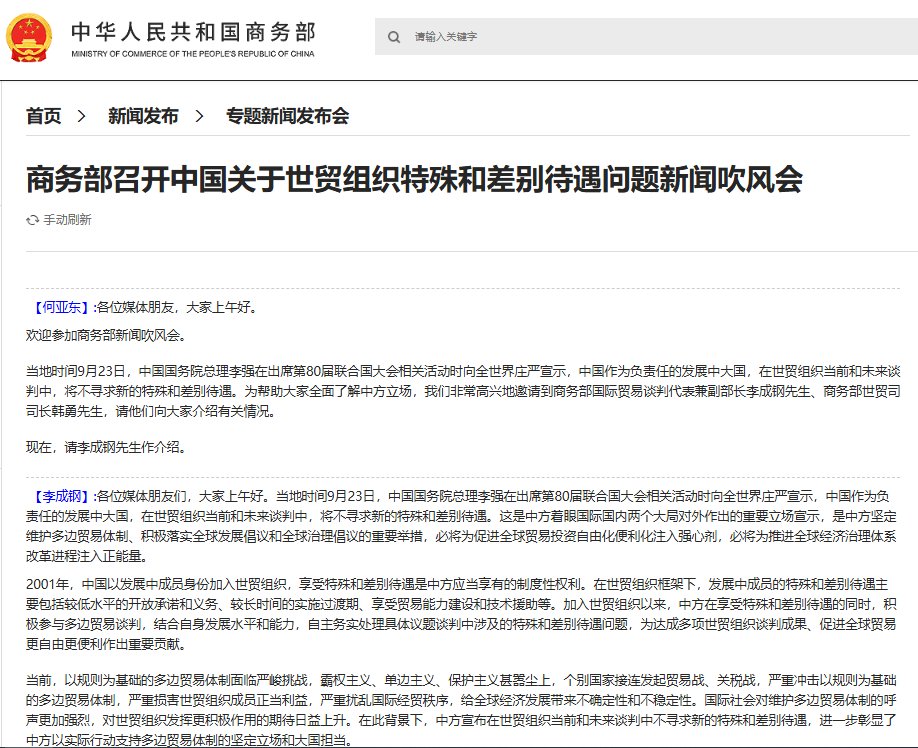 中华人民共和国商务部
MINISTRY OF COMMERCE OF THE PEOPLE'S REPUBLIC OF CHINA
请输入关键字
首页 > 新闻发布 > 专题新闻发布会
商务部召开中国关于世贸组织特殊和差别待遇问题新闻吹风会
手动刷新
【何亚东】:各位媒体朋友，大家上午好。
欢迎参加商务部新闻吹风会。
当地时间9月23日，中国国务院总理李强在出席第80届联合国大会相关活动时向全世界庄严宣示，中国作为负责任的发展中大国，在世贸组织当前和未来谈
判中，将不寻求新的特殊和差别待遇。为帮助大家全面了解中方立场，我们非常高兴地邀请到商务部国际贸易谈判代表兼副部长李成钢先生、商务部世贸司
司长韩勇先生，请他们向大家介绍有关情况。
现在，请李成钢先生作介绍。
【李成钢】:各位媒体朋友们，大家上午好。当地时间9月23日，中国国务院总理李强在出席第80届联合国大会相关活动时向全世界庄严宣示，中国作为负
责任的发展中大国，在世贸组织当前和未来谈判中，将不寻求新的特殊和差别待遇。这是中方着眼国际国内两个大局对外作出的重要立场宣示，是中方坚定
维护多边贸易体制、积极落实全球发展倡议和全球治理倡议的重要举措，必将为促进全球贸易投资自由化便利化注入强心剂，必将为推进全球经济治理体系
改革进程注入正能量。
2001年，中国以发展中成员身份加入世贸组织，享受特殊和差别待遇是中方应当享有的制度性权利。在世贸组织框架下，发展中成员的特殊和差别待遇主
要包括较低水平的开放承诺和义务、较长时间的实施过渡期、享受贸易能力建设和技术援助等。加入世贸组织以来，中方在享受特殊和差别待遇的同时，积
极参与多边贸易谈判，结合自身发展水平和能力，自主务实处理具体议题谈判中涉及的特殊和差别待遇问题，为达成多项世贸组织谈判成果、促进全球贸易
更自由更便利作出重要贡献。
当前，以规则为基础的多边贸易体制面临严峻挑战，霸权主义、单边主义、保护主义甚嚣尘上，个别国家接连发起贸易战、关税战，严重冲击以规则为基础
的多边贸易体制，严重损害世贸组织成员正当利益，严重扰乱国际经贸秩序，给全球经济发展带来不确定性和不稳定性。国际社会对维护多边贸易体制的呼
声更加强烈，对世贸组织发挥更积极作用的期待日益上升。在此背景下，中方宣布在世贸组织当前和未来谈判中不寻求新的特殊和差别待遇，进一步彰显了
中方以实际行动支持多边贸易体制的坚定立场和大国担当。